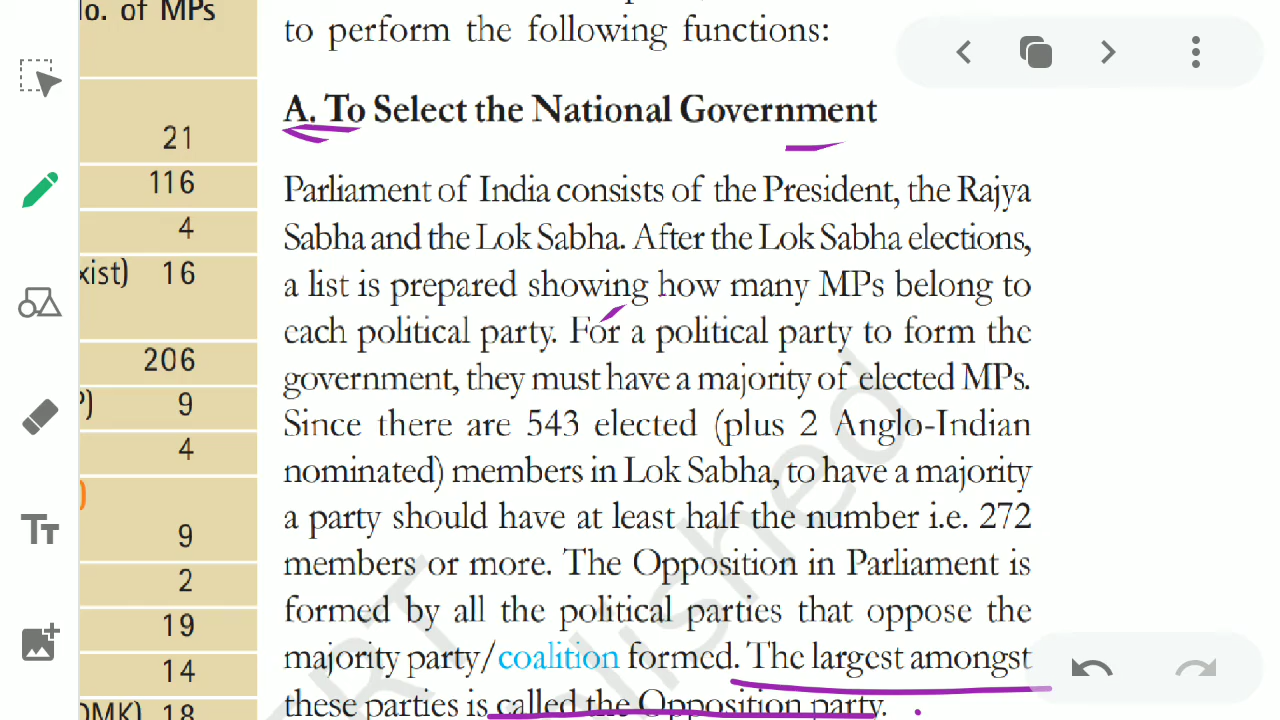 No. of MPs
21
116
4
xist) 16
206
9
4
)
9
2
19
14
DMK) 18
to perform the following functions:
A. To Select the National Government
Parliament of India consists of the President, the Rajya
Sabha and the Lok Sabha. After the Lok Sabha elections,
a list is prepared showing how many MPs belong to
each political party. For a political party to form the
government, they must have a majority of elected MPs.
Since there are 543 elected (plus 2 Anglo-Indian
nominated) members in Lok Sabha, to have a majority
a party should have at least half the number i.e. 272
members or more. The Opposition in Parliament is
formed by all the political parties that oppose the
majority party/coalition formed. The largest amongst
these parties is called the Opposition party.
Tт